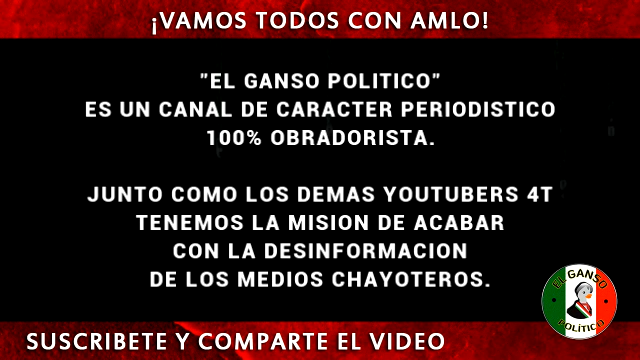 ¡VAMOS TODOS CON AMLO!
"EL GANSO POLITICO"
ES UN CANAL DE CARACTER PERIODISTICO
100% OBRADORISTA.
JUNTO COMO LOS DEMAS YOUTUBERS 4T
TENEMOS LA MISION DE ACABAR
CON LA DESINFORMACION
DE LOS MEDIOS CHAYOTEROS.
EL GANSO
POLÍTICO
SUSCRIBETE Y COMPARTE EL VIDEO